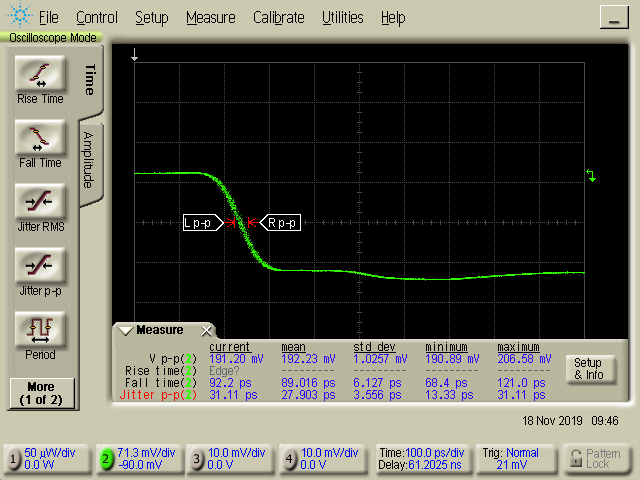 File Control Setup Measure Calibrate Utilities Help
Oscilloscope Mode
Time
Amplitude
Rise Time
Fall Time
Jitter RMS
Jitter p-p
Period
More
(1 of 2)
L p-p
R p-p
Measure
current mean std dev minimum maximum
V p-p(2) 191.20 mV 192.23 mV 1.0257 mV 190.89 mV 206.58 mV
Rise time(2) Edge? --------- --------- --------- ---------
Fall time(2) 92.2 ps 89.016 ps 6.127 ps 68.4 ps 121.0 ps
Jitter p-p(2) 31.11 ps 27.903 ps 3.556 ps 13.33 ps 31.11 ps
Setup
& Info
18 Nov 2019 09:46
1 50 µW/div
0.0 W
2 71.3 mV/div
-90.0 mV
3 10.0 mV/div
0.0 V
4 10.0 mV/div
0.0 V
Time:100.0 ps/div
Delay:61.2025 ns
Trig: Normal
21 mV
Pattern
Lock